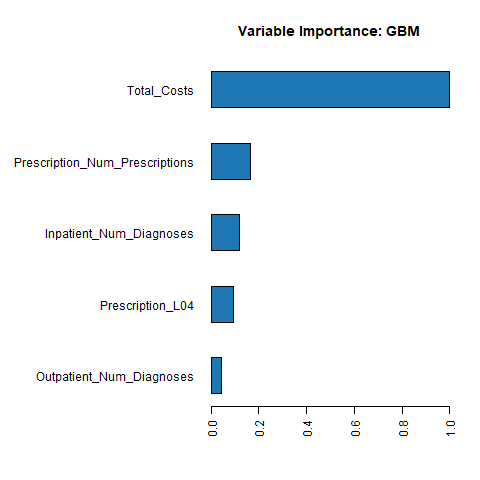 Variable Importance: GBM
Total_Costs
Prescription_Num_Prescriptions
Inpatient_Num_Diagnoses
Prescription_L04
Outpatient_Num_Diagnoses
0.0 0.2 0.4 0.6 0.8 1.0